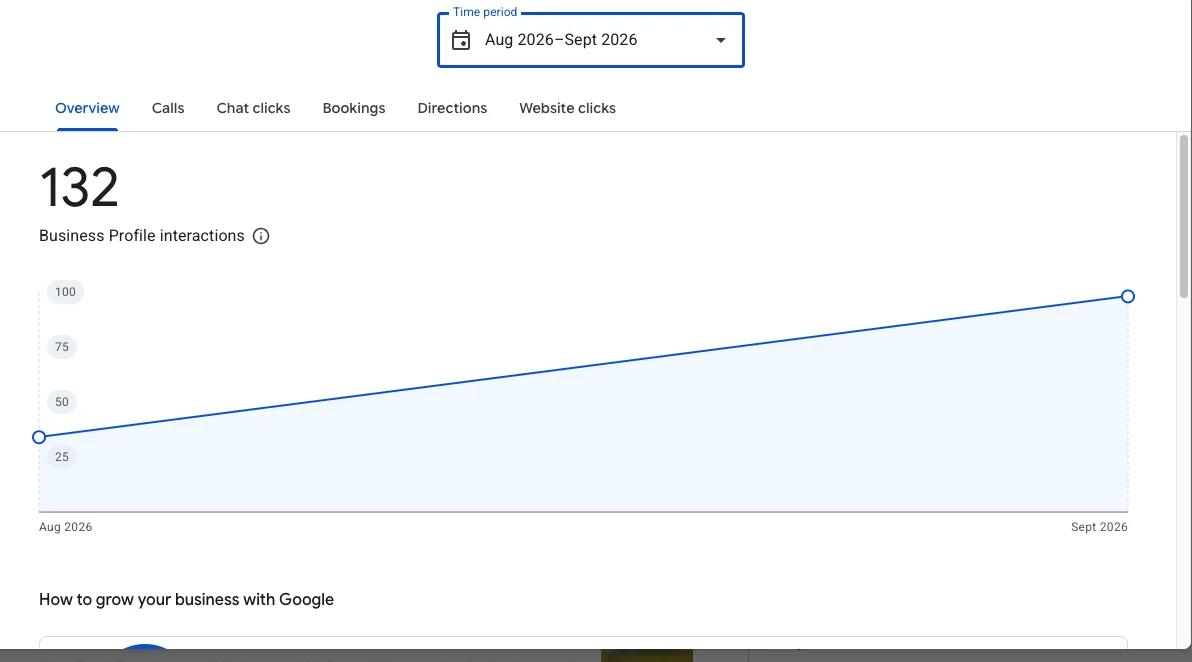 Time period
Aug 2026–Sept 2026
Overview Calls Chat clicks Bookings Directions Website clicks
132
Business Profile interactions
100
75
50
25
Aug 2026 Sept 2026
How to grow your business with Google